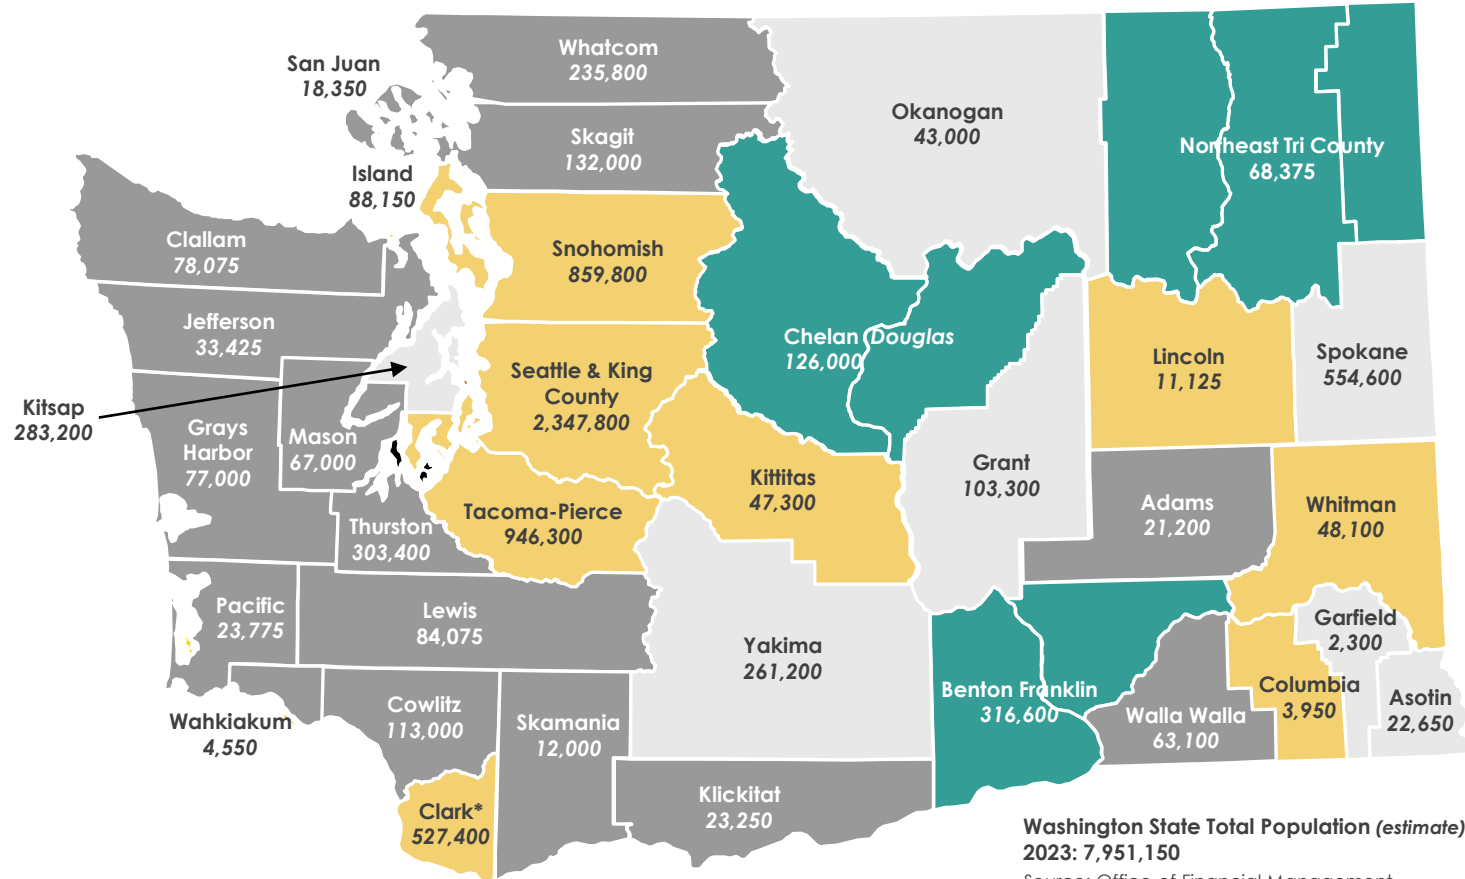 Whatcom
235,800
San Juan
18,350
Okanogan
43,000
Skagit
132,000
Northeast Tri County
68,375
Island
88,150
Clallam
78,075
Snohomish
859,800
Jefferson
33,425
Chelan Douglas
126,000
Lincoln
11,125
Spokane
554,600
Seattle & King
County
2,347,800
Kitsap
283,200
Grays
Harbor
77,000
Mason
67,000
Kittitas
47,300
Grant
103,300
Adams
21,200
Whitman
48,100
Thurston
303,400
Tacoma-Pierce
946,300
Pacific
23,775
Lewis
84,075
Yakima
261,200
Garfield
2,300
Benton Franklin
316,600
Columbia
3,950
Asotin
22,650
Wahkiakum
4,550
Cowlitz
113,000
Skamania
12,000
Walla Walla
63,100
Clark*
527,400
Klickitat
23,250
Washington State Total Population (estimate)
2023: 7,951,150
Source: Office of Financial Management